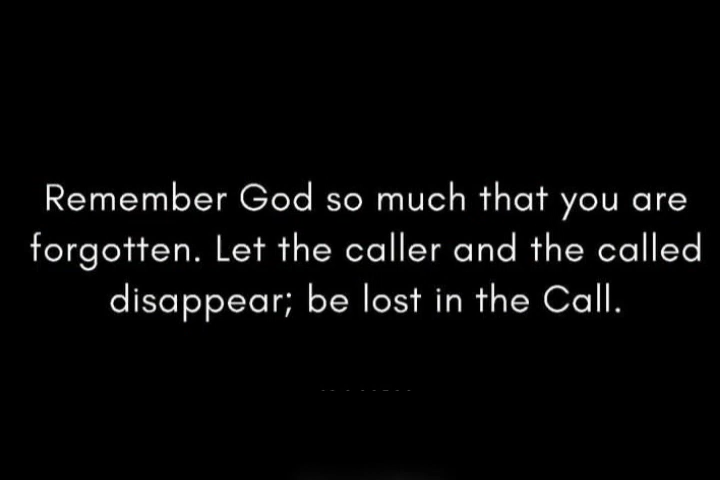 Remember God so much that you are
forgotten. Let the caller and the called
disappear; be lost in the Call.